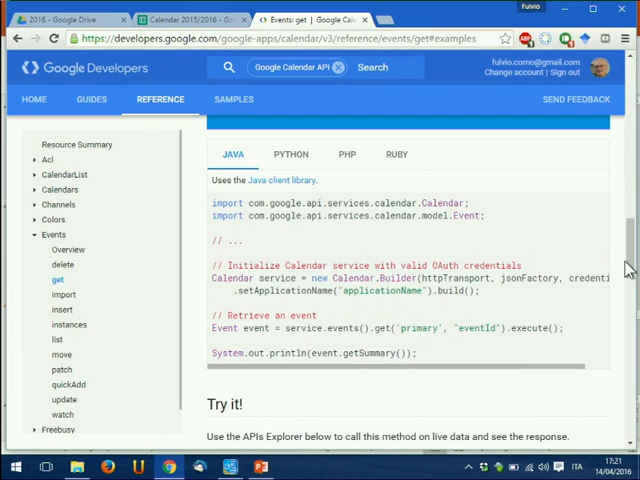 Fulvio
2016 - Google Drive
Calendar 2015/2016 - Go
Events: get | Google Cal
https://developers.google.com/google-apps/calendar/v3/reference/events/get#examples
Google Developers
Google Calendar API
Search
fulvio.corno@gmail.com
Change account | Sign out
HOME
GUIDES
REFERENCE
SAMPLES
SEND FEEDBACK
Resource Summary
Acl
CalendarList
Calendars
Channels
Colors
Events
Overview
delete
get
import
insert
instances
list
move
patch
quickAdd
update
watch
Freebusy
JAVA
PYTHON
PHP
RUBY
Uses the Java client library.
import com.google.api.services.calendar.Calendar;
import com.google.api.services.calendar.model.Event;
// ...
// Initialize Calendar service with valid OAuth credentials
Calendar service = new Calendar.Builder(httpTransport, jsonFactory, credenti
.setApplicationName("applicationName").build();
// Retrieve an event
Event event = service.events().get('primary', "eventId").execute();
System.out.println(event.getSummary());
Try it!
Use the APIs Explorer below to call this method on live data and see the response.
ITA
17:21
14/04/2016